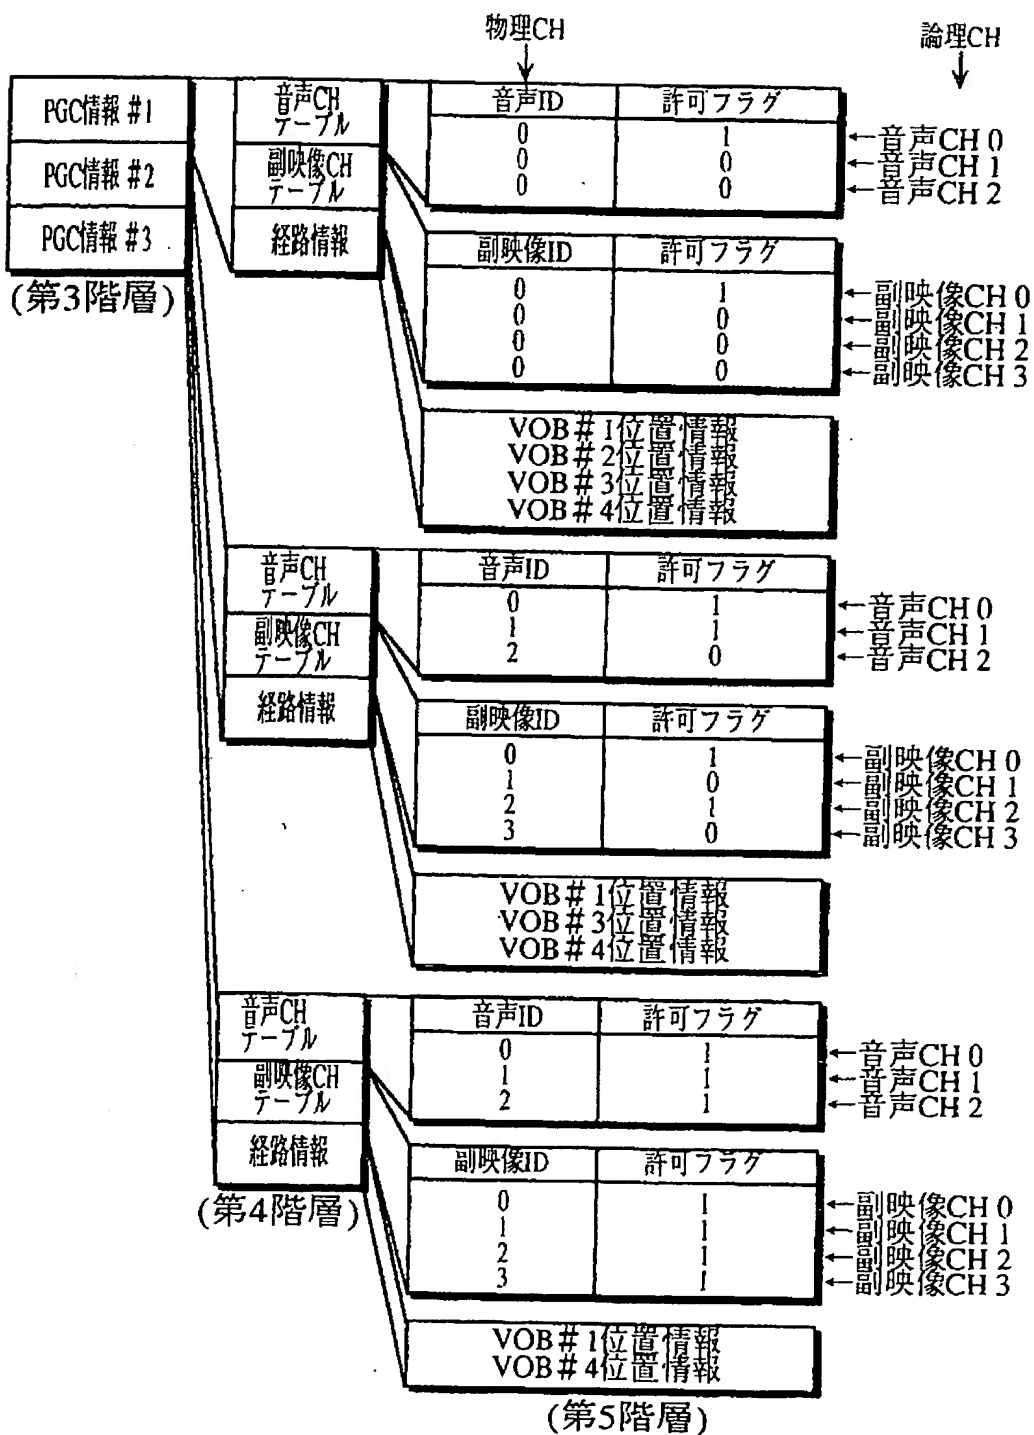 物理CH
論理CH
PGC情報 #1
PGC情報 #2
PGC情報 #3
(第3階層)
音声CH
テーブル
副映像CH
テーブル
経路情報
音声ID 許可フラグ
0 1 ←音声CH 0
0 0 ←音声CH 1
0 0 ←音声CH 2
副映像ID 許可フラグ
0 1 ←副映像CH 0
0 0 ←副映像CH 1
0 0 ←副映像CH 2
0 0 ←副映像CH 3
VOB＃1位置情報
VOB＃2位置情報
VOB＃3位置情報
VOB＃4位置情報
音声CH
テーブル
副映像CH
テーブル
経路情報
音声ID 許可フラグ
0 1 ←音声CH 0
1 1 ←音声CH 1
2 0 ←音声CH 2
副映像ID 許可フラグ
0 1 ←副映像CH 0
1 0 ←副映像CH 1
2 1 ←副映像CH 2
3 0 ←副映像CH 3
VOB＃1位置情報
VOB＃3位置情報
VOB＃4位置情報
音声CH
テーブル
副映像CH
テーブル
経路情報
(第4階層)
音声ID 許可フラグ
0 1 ←音声CH 0
1 1 ←音声CH 1
2 1 ←音声CH 2
副映像ID 許可フラグ
0 1 ←副映像CH 0
1 1 ←副映像CH 1
2 1 ←副映像CH 2
3 1 ←副映像CH 3
VOB＃1位置情報
VOB＃4位置情報
(第5階層)